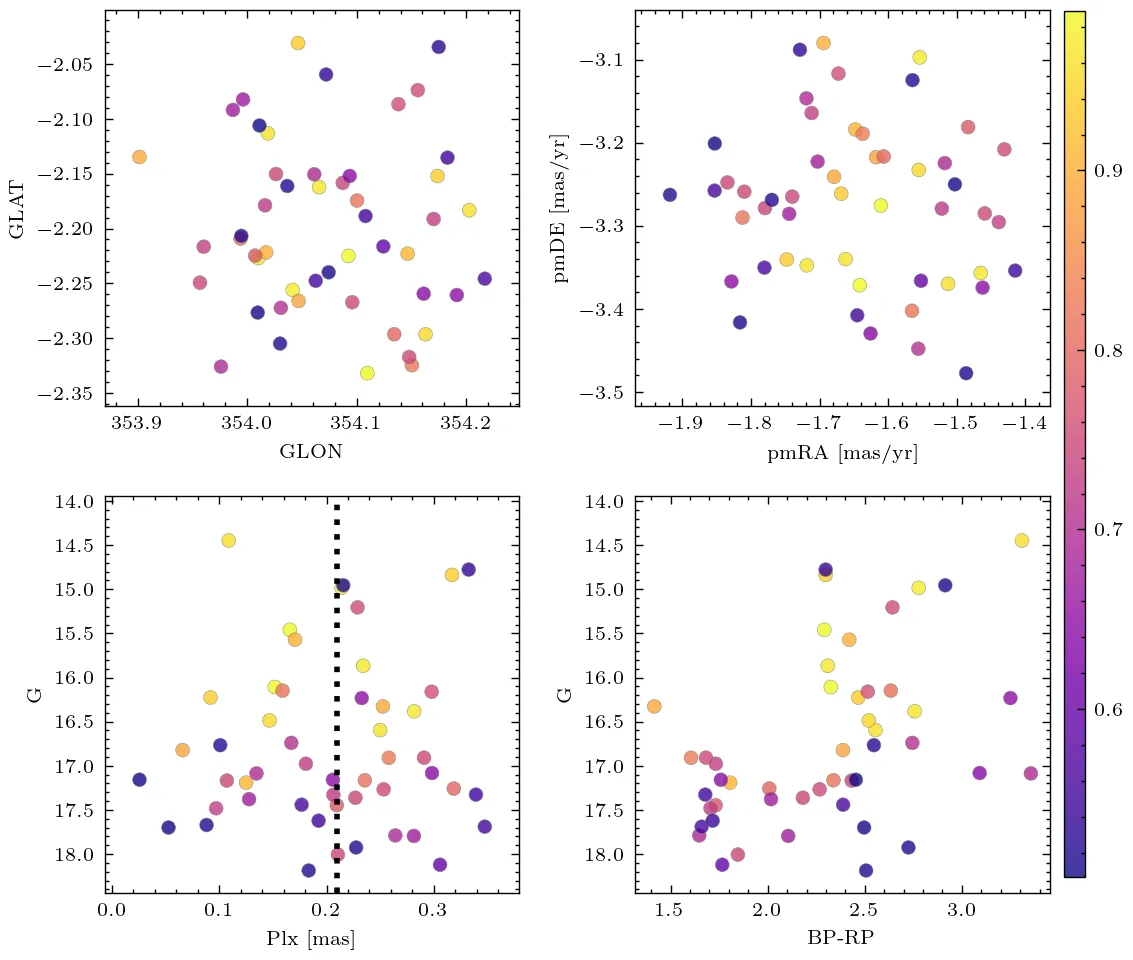 −2.05
−2.10
−2.15
−2.20
−2.25
−2.30
−2.35
GLAT
353.9 354.0 354.1 354.2
GLON
−3.1
−3.2
−3.3
−3.4
−3.5
pmDE [mas/yr]
−1.9 −1.8 −1.7 −1.6 −1.5 −1.4
pmRA [mas/yr]
14.0
14.5
15.0
15.5
16.0
16.5
17.0
17.5
18.0
G
0.0 0.1 0.2 0.3
Plx [mas]
14.0
14.5
15.0
15.5
16.0
16.5
17.0
17.5
18.0
G
1.5 2.0 2.5 3.0
BP-RP
0.9
0.8
0.7
0.6